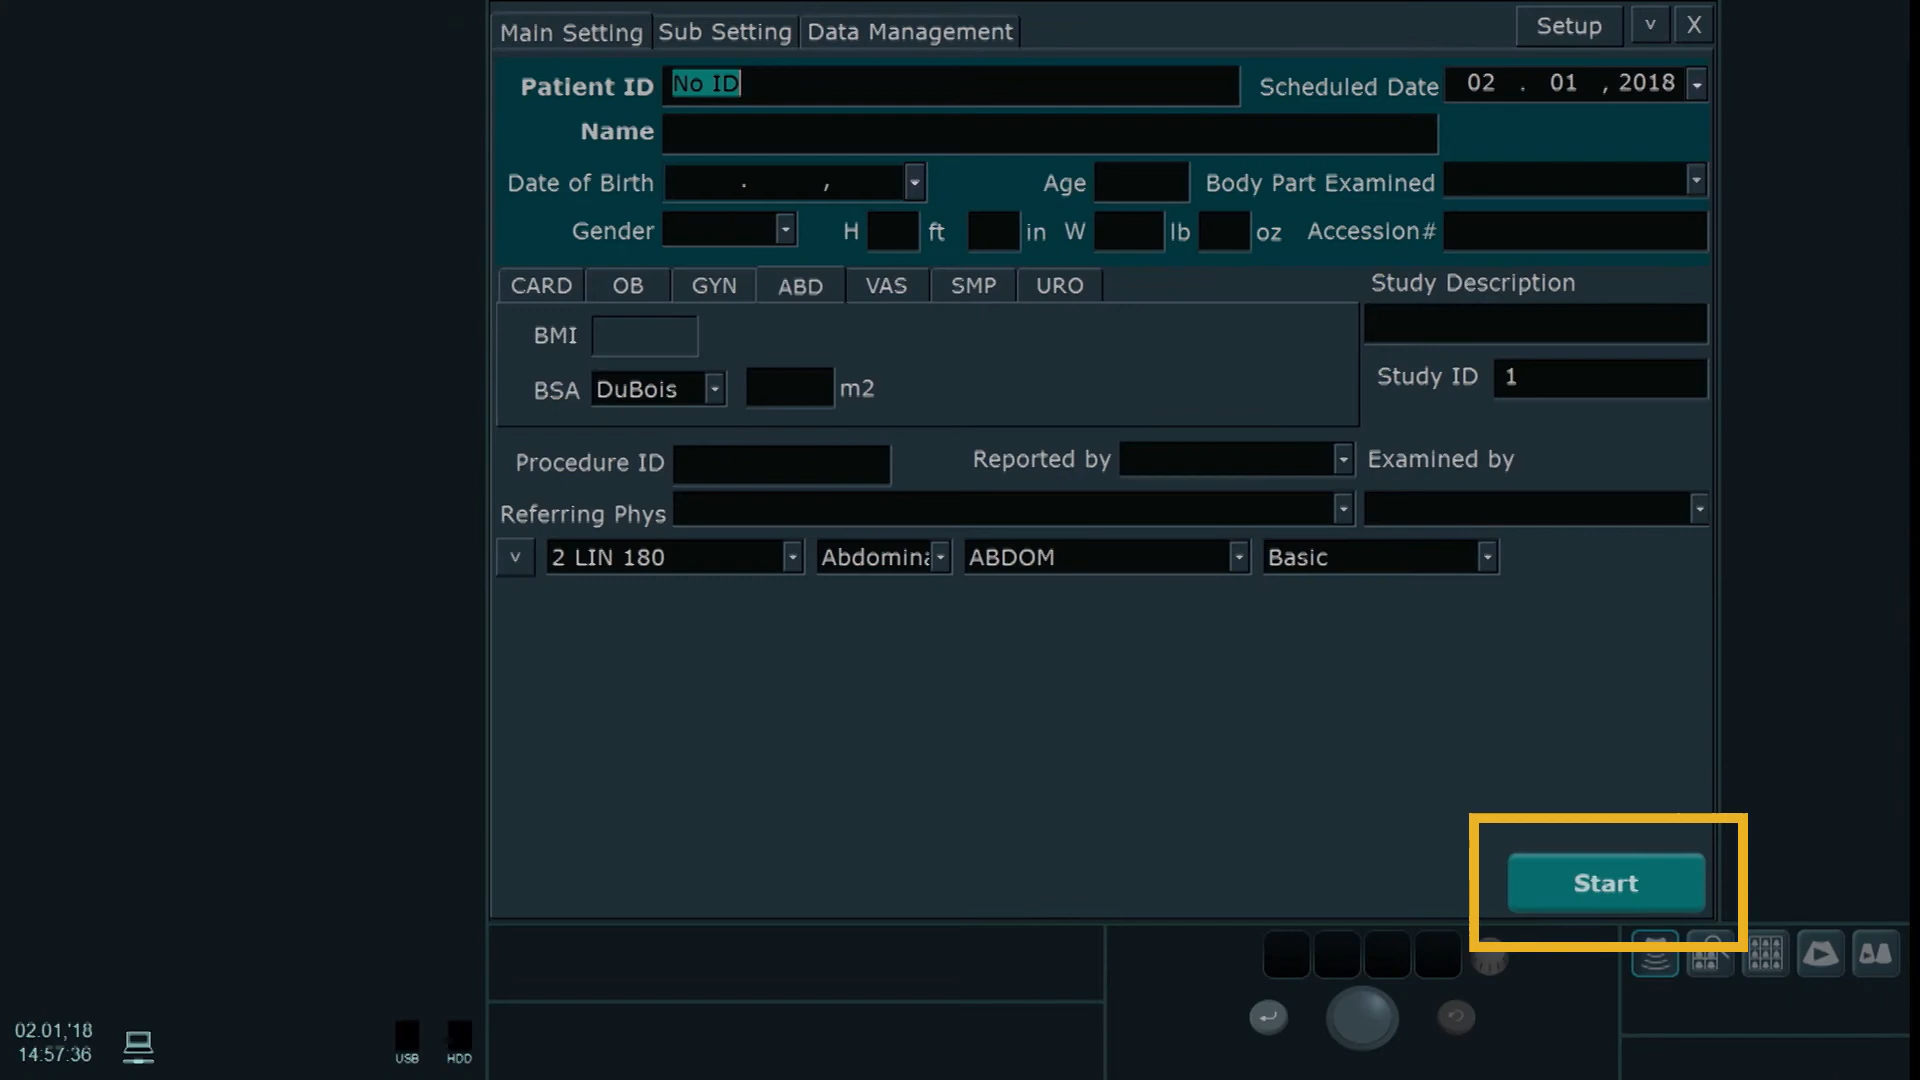 Main Setting Sub Setting Data Management Setup v X
Patient ID No ID Scheduled Date 02 . 01 , 2018
Name
Date of Birth . , Age Body Part Examined
Gender H ft in W lb oz Accession#
CARD OB GYN ABD VAS SMP URO Study Description
BMI
BSA DuBois m2 Study ID 1
Procedure ID Reported by Examined by
Referring Phys
v 2 LIN 180 Abdomina ABDOM Basic
Start
02.01,'18
14:57:36
USB HDD